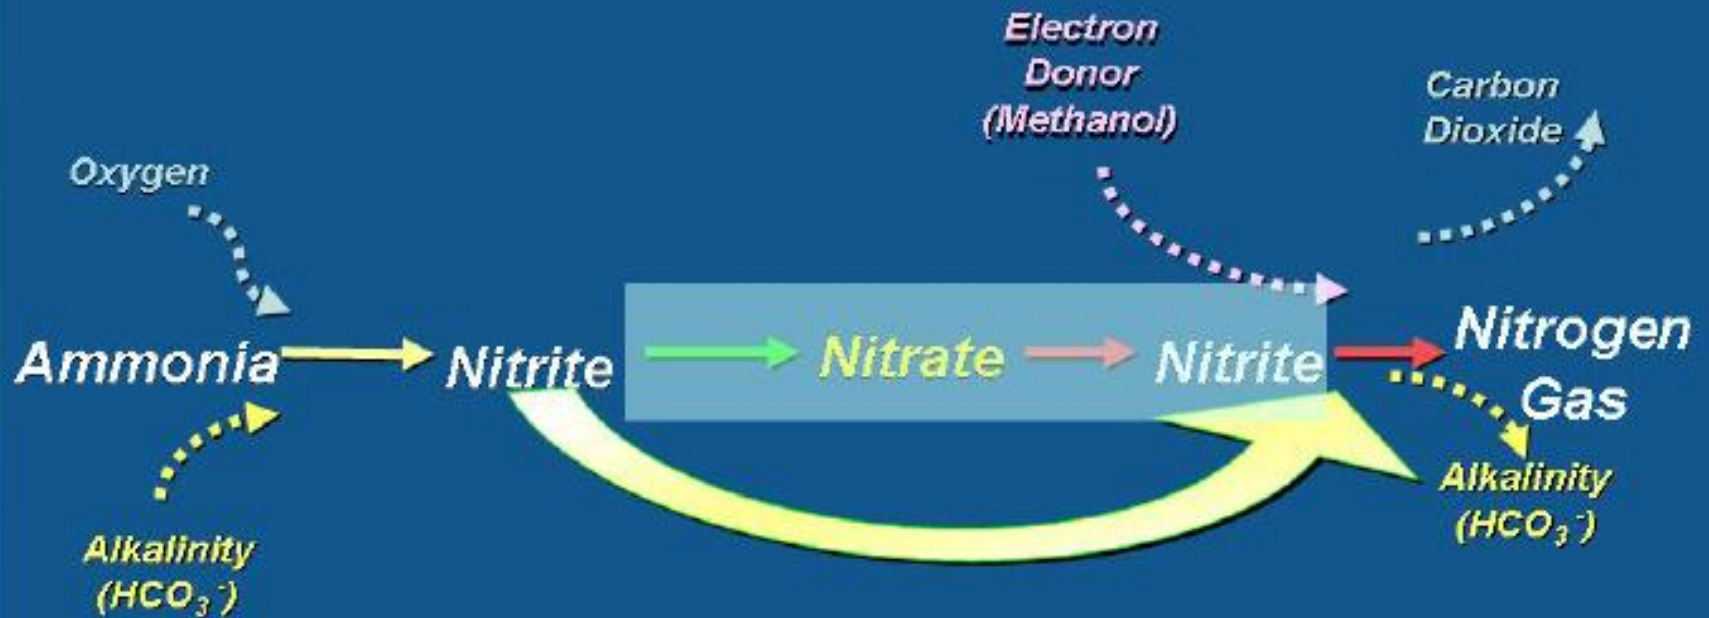 Electron
Donor
(Methanol)
Carbon
Dioxide
Oxygen
Ammonia
Nitrite
Nitrate
Nitrite
Nitrogen
Gas
Alkalinity
(HCO₃⁻)
Alkalinity
(HCO₃⁻)